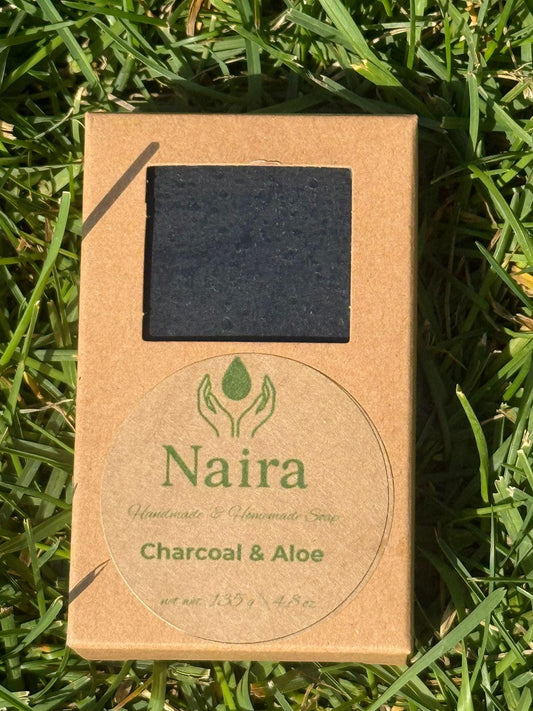 Naira
Handmade & Homemade Soap
Charcoal & Aloe
net wt. 135 g \ 4.8 oz